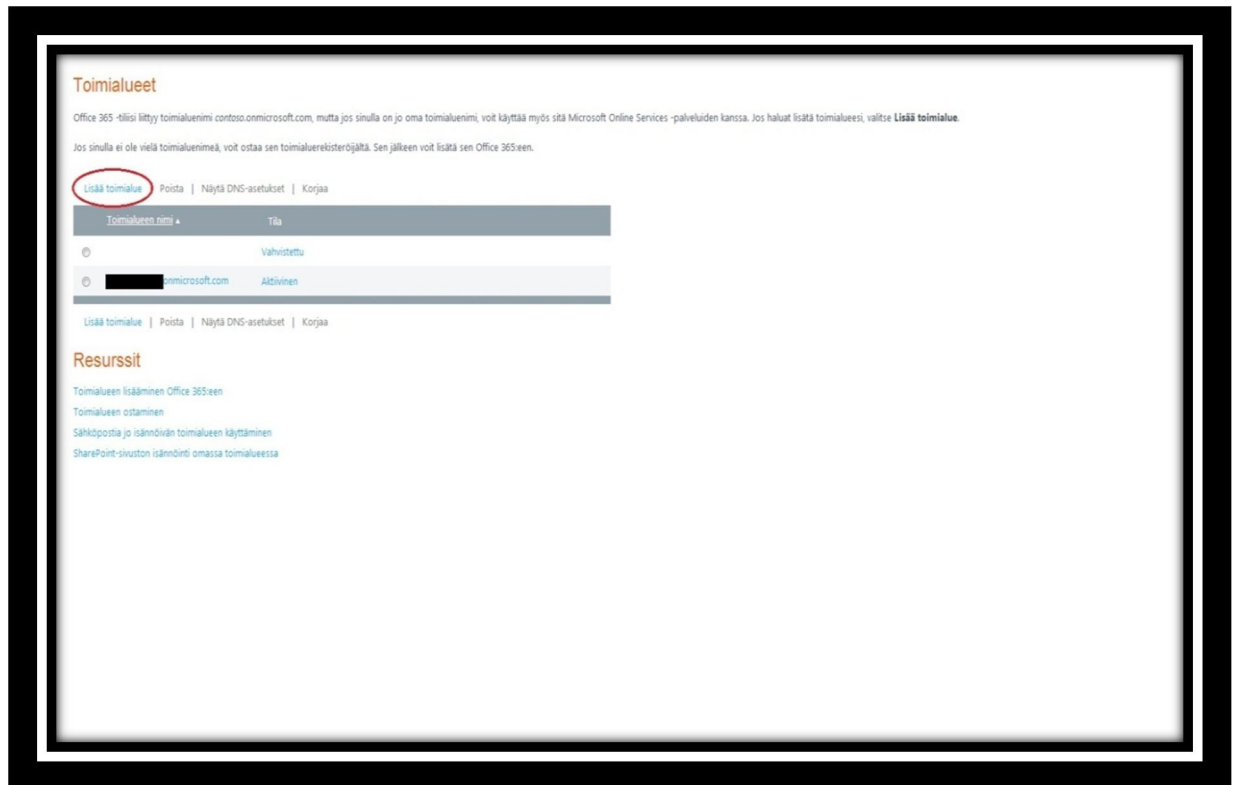 Toimialueet
Office 365 -tiliisi liittyy toimialuenimi contoso.onmicrosoft.com, mutta jos sinulla on jo oma toimialuenimi, voit käyttää myös sitä Microsoft Online Services -palveluiden kanssa. Jos haluat lisätä toimialueesi, valitse Lisää toimialue.
Jos sinulla ei ole vielä toimialuenimeä, voit ostaa sen toimialuerekisteröijältä. Sen jälkeen voit lisätä sen Office 365:een.
Lisää toimialue | Poista | Näytä DNS-asetukset | Korjaa
Toimialueen nimi ▴ Tila
Vahvistettu
onmicrosoft.com Aktiivinen
Lisää toimialue | Poista | Näytä DNS-asetukset | Korjaa
Resurssit
Toimialueen lisääminen Office 365:een
Toimialueen ostaminen
Sähköpostia jo isännöivän toimialueen käyttäminen
SharePoint-sivuston isännöinti omassa toimialueessa